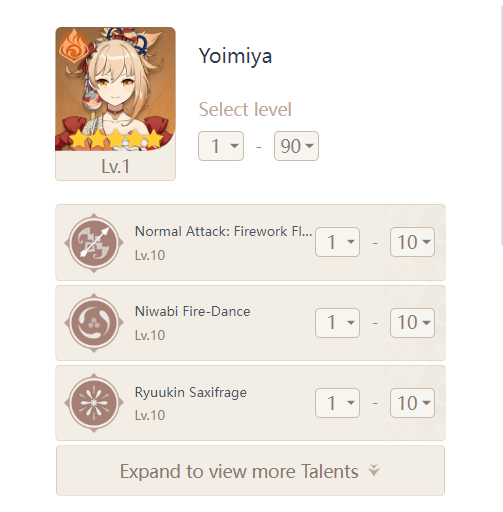 Yoimiya
Select level
1 - 90
Lv.1
Normal Attack: Firework Fl...
Lv.10
1 - 10
Niwabi Fire-Dance
Lv.10
1 - 10
Ryuukin Saxifrage
Lv.10
1 - 10
Expand to view more Talents